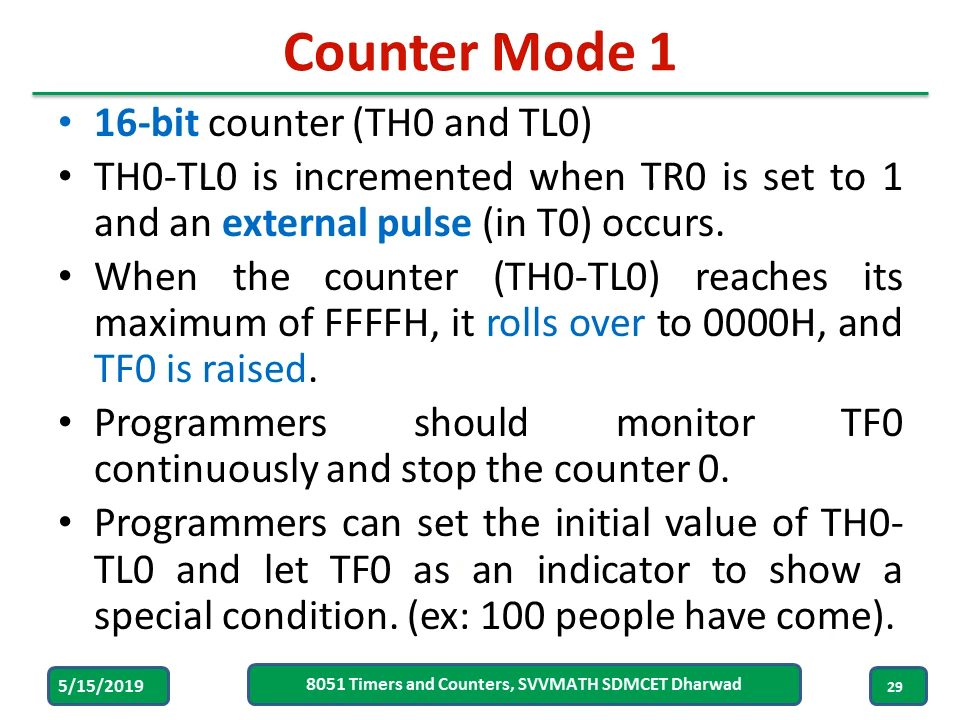 Counter Mode 1
• 16-bit counter (TH0 and TL0)
• TH0-TL0 is incremented when TR0 is set to 1
and an external pulse (in T0) occurs.
• When the counter (TH0-TL0) reaches its
maximum of FFFFH, it rolls over to 0000H, and
TF0 is raised.
• Programmers should monitor TF0
continuously and stop the counter 0.
• Programmers can set the initial value of TH0-
TL0 and let TF0 as an indicator to show a
special condition. (ex: 100 people have come).
5/15/2019
8051 Timers and Counters, SVVMATH SDMCET Dharwad
29